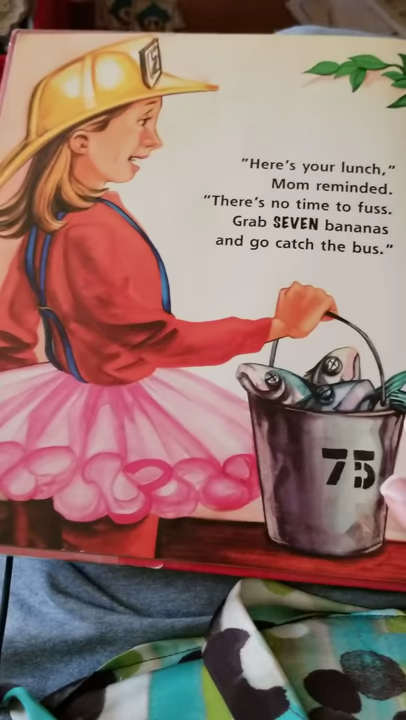 "Here's your lunch,"
Mom reminded.
"There's no time to fuss.
Grab SEVEN bananas
and go catch the bus."
75